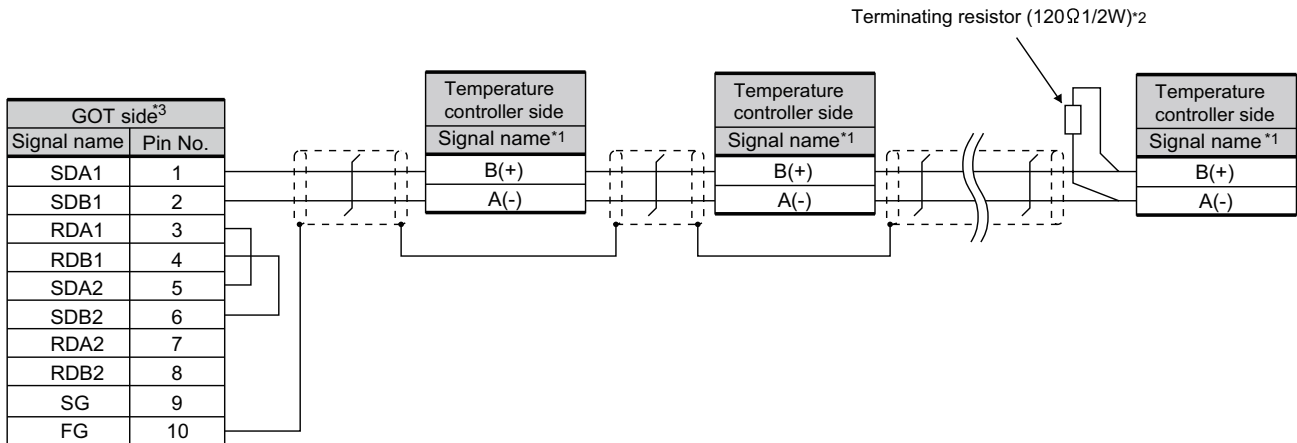 Terminating resistor (120Ω1/2W)*2
GOT side*3
Signal name Pin No.
SDA1 1
SDB1 2
RDA1 3
RDB1 4
SDA2 5
SDB2 6
RDA2 7
RDB2 8
SG 9
FG 10
Temperature
controller side
Signal name*1
B(+)
A(-)
Temperature
controller side
Signal name*1
B(+)
A(-)
Temperature
controller side
Signal name*1
B(+)
A(-)